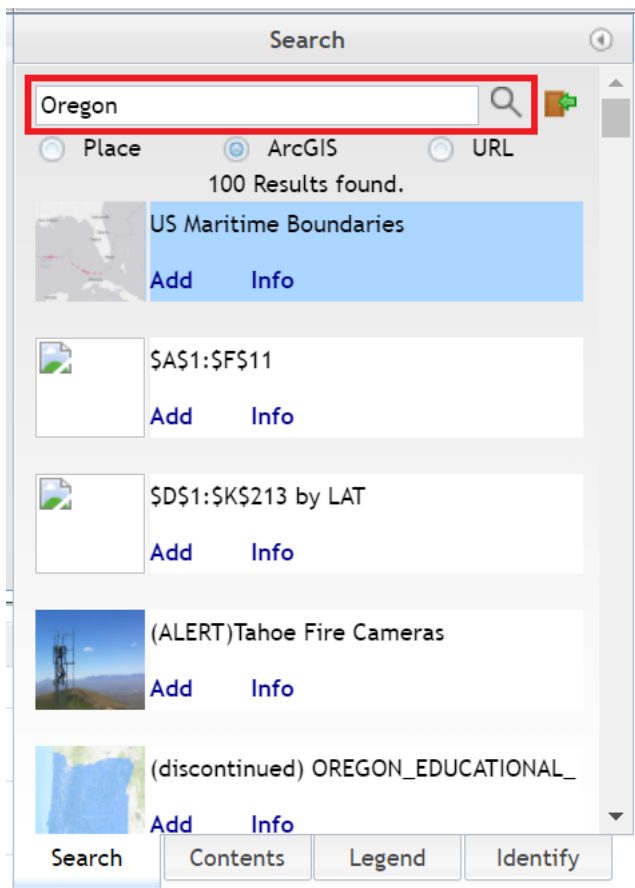 Search
Oregon
Place ArcGIS URL
100 Results found.
US Maritime Boundaries
Add Info
$A$1:$F$11
Add Info
$D$1:$K$213 by LAT
Add Info
(ALERT)Tahoe Fire Cameras
Add Info
(discontinued) OREGON_EDUCATIONAL_
Add Info
Search Contents Legend Identify